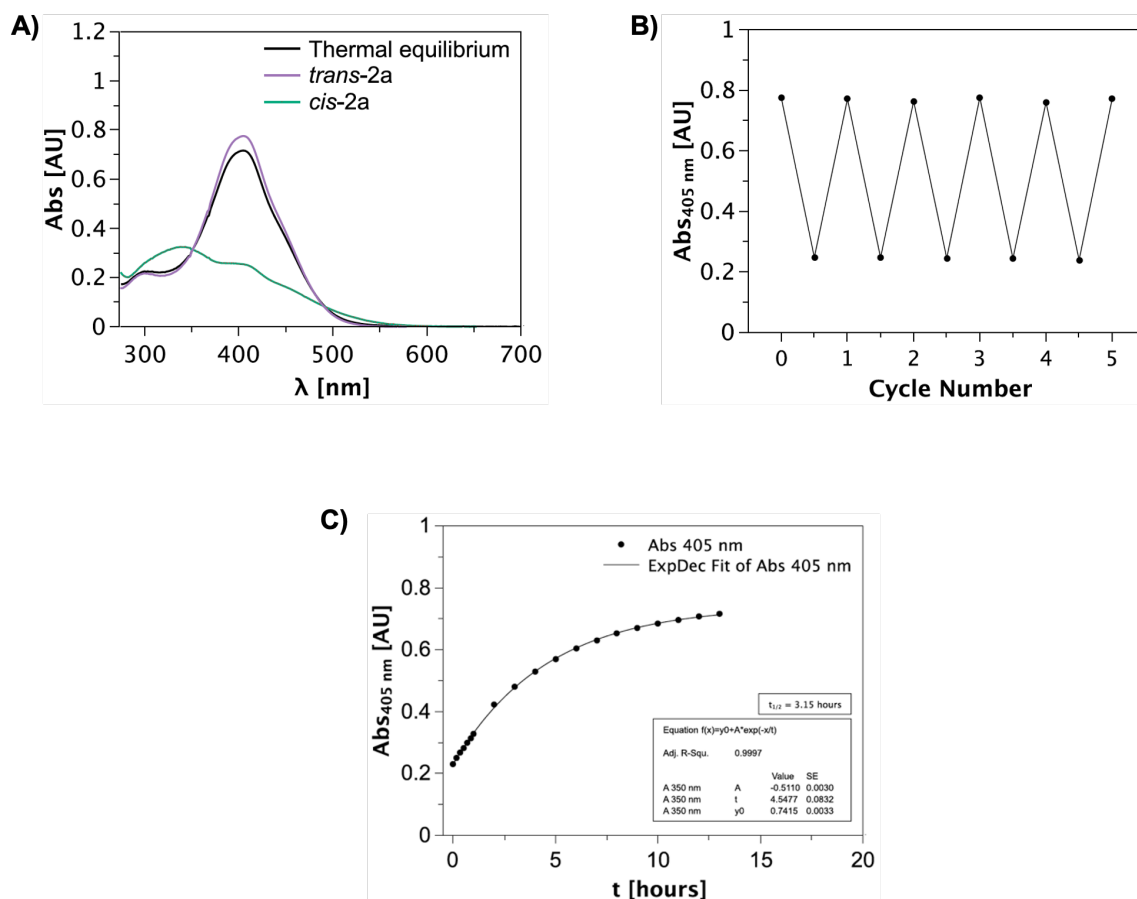 A)
1.2
1
0.8
0.6
0.4
0.2
0
Abs [AU]
Thermal equilibrium
trans-2a
cis-2a
300 400 500 600 700
λ [nm]
B)
1
0.8
0.6
0.4
0.2
0
Abs405 nm [AU]
0 1 2 3 4 5
Cycle Number
C)
1
0.8
0.6
0.4
0.2
0
Abs405 nm [AU]
Abs 405 nm
ExpDec Fit of Abs 405 nm
t1/2 = 3.15 hours
Equation f(x)=y0+A*exp(-x/t)
Adj. R-Squ. 0.9997
Value SE
A 350 nm A -0.5110 0.0030
A 350 nm t 4.5477 0.0832
A 350 nm y0 0.7415 0.0033
0 5 10 15 20
t [hours]